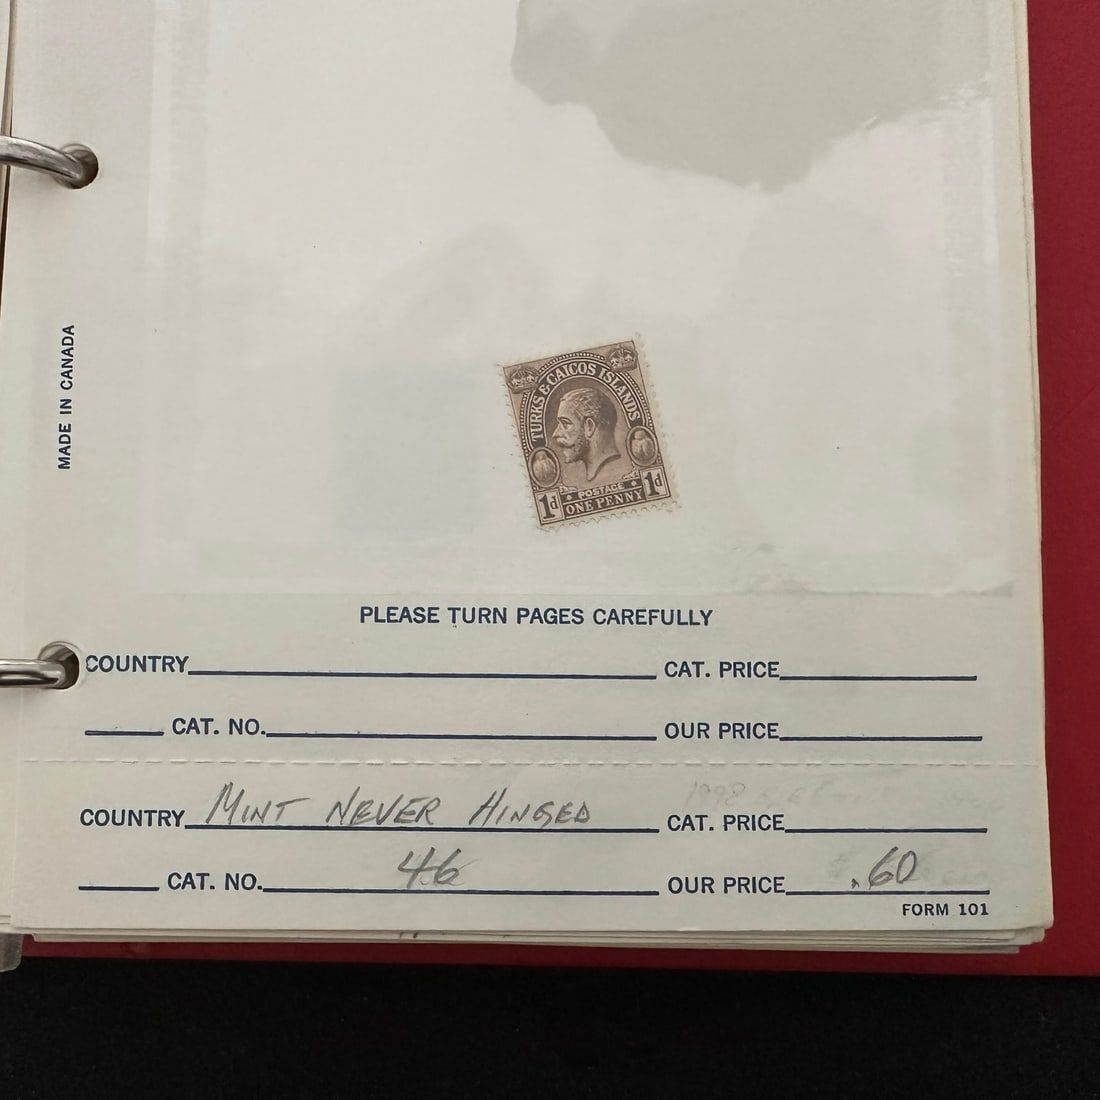 MADE IN CANADA
TURKS & CAICOS ISLANDS
POSTAGE
1d ONE PENNY 1d
PLEASE TURN PAGES CAREFULLY
COUNTRY CAT. PRICE
CAT. NO. OUR PRICE
COUNTRY MINT NEVER HINGED CAT. PRICE
CAT. NO. 46 OUR PRICE .60
FORM 101